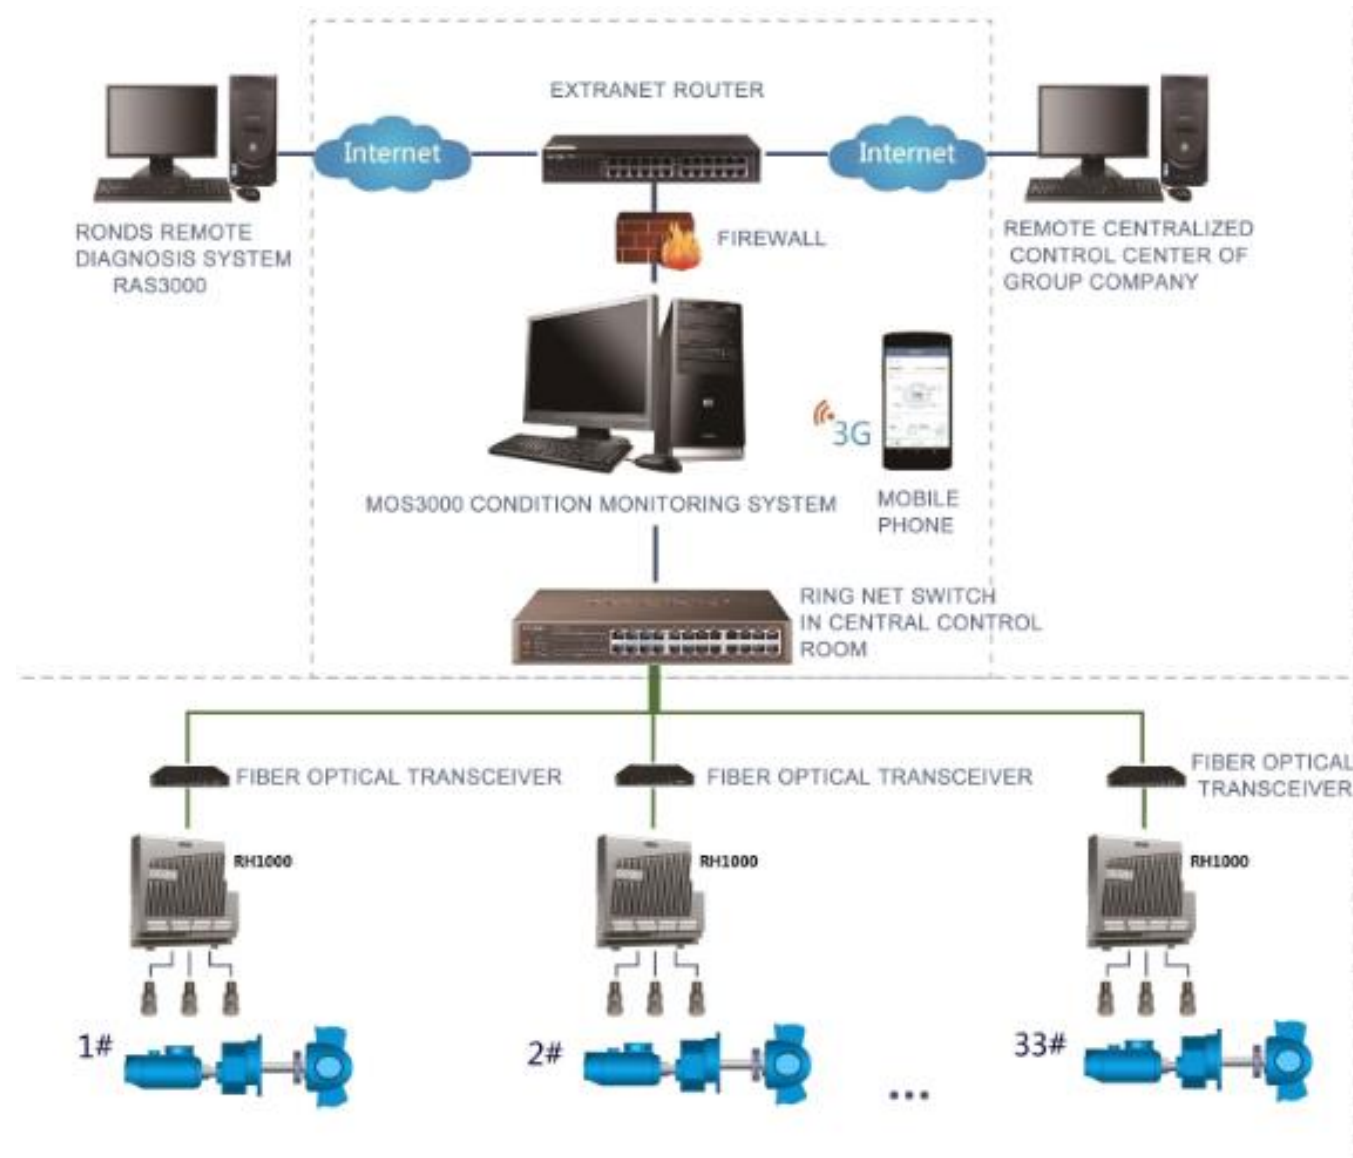 EXTRANET ROUTER
Internet
Internet
RONDS REMOTE
DIAGNOSIS SYSTEM
RAS3000
FIREWALL
REMOTE CENTRALIZED
CONTROL CENTER OF
GROUP COMPANY
3G
MOS3000 CONDITION MONITORING SYSTEM
MOBILE
PHONE
RING NET SWITCH
IN CENTRAL CONTROL
ROOM
FIBER OPTICAL TRANSCEIVER
FIBER OPTICAL TRANSCEIVER
FIBER OPTICAL
TRANSCEIVER
RH1000
RH1000
RH1000
1#
2#
33#
...